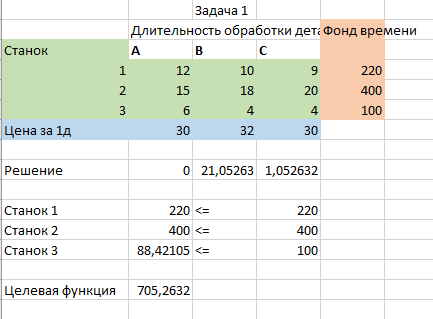 Задача 1
Длительность обработки дета Фонд времени
Станок A B C
1 12 10 9 220
2 15 18 20 400
3 6 4 4 100
Цена за 1д 30 32 30
Решение 0 21,05263 1,052632
Станок 1 220 <= 220
Станок 2 400 <= 400
Станок 3 88,42105 <= 100
Целевая функция 705,2632